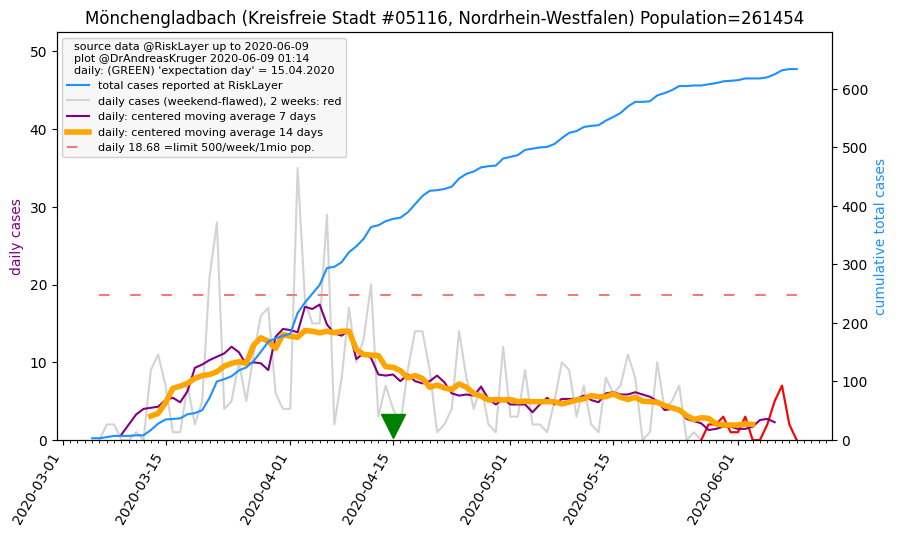 Mönchengladbach (Kreisfreie Stadt #05116, Nordrhein-Westfalen) Population=261454
source data @RiskLayer up to 2020-06-09
plot @DrAndreasKruger 2020-06-09 01:14
daily: (GREEN) 'expectation day' = 15.04.2020
total cases reported at RiskLayer
daily cases (weekend-flawed), 2 weeks: red
daily: centered moving average 7 days
daily: centered moving average 14 days
daily 18.68 =limit 500/week/1mio pop.
daily cases
50
40
30
20
10
0
cumulative total cases
600
500
400
300
200
100
0
2020-03-01
2020-03-15
2020-04-01
2020-04-15
2020-05-01
2020-05-15
2020-06-01